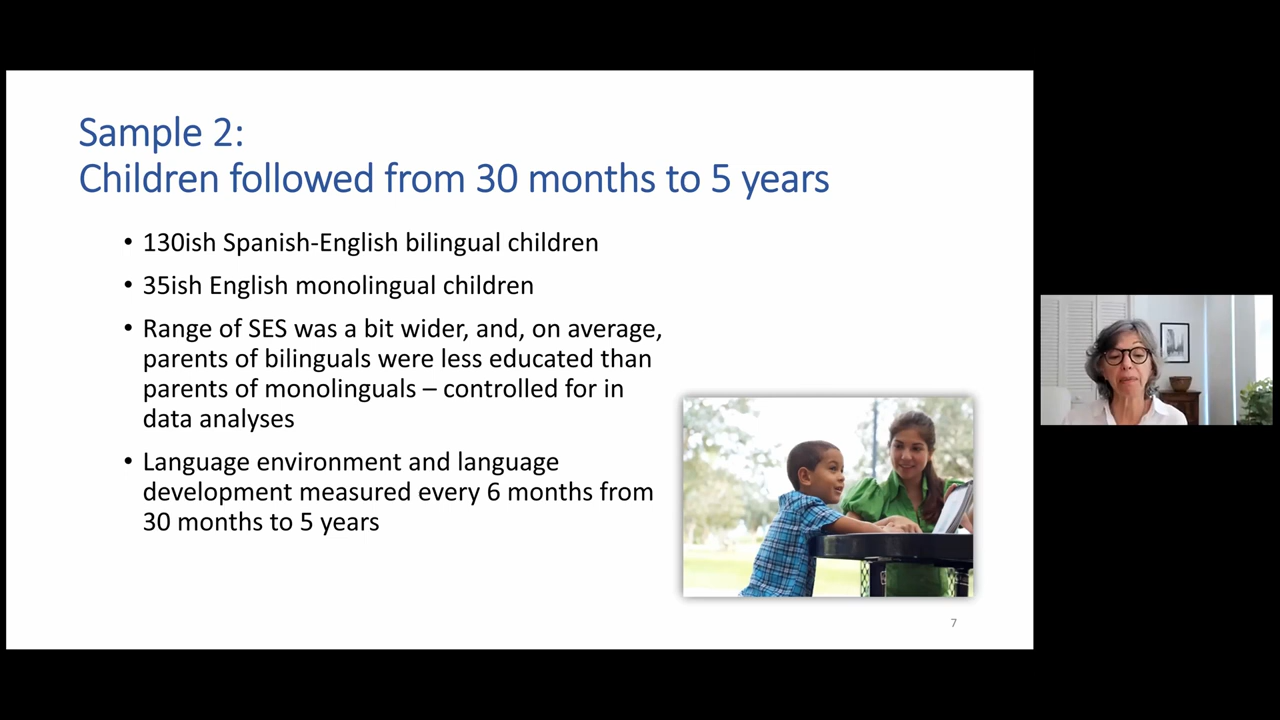 Sample 2:
Children followed from 30 months to 5 years
• 130ish Spanish-English bilingual children
• 35ish English monolingual children
• Range of SES was a bit wider, and, on average,
parents of bilinguals were less educated than
parents of monolinguals – controlled for in
data analyses
• Language environment and language
development measured every 6 months from
30 months to 5 years
7